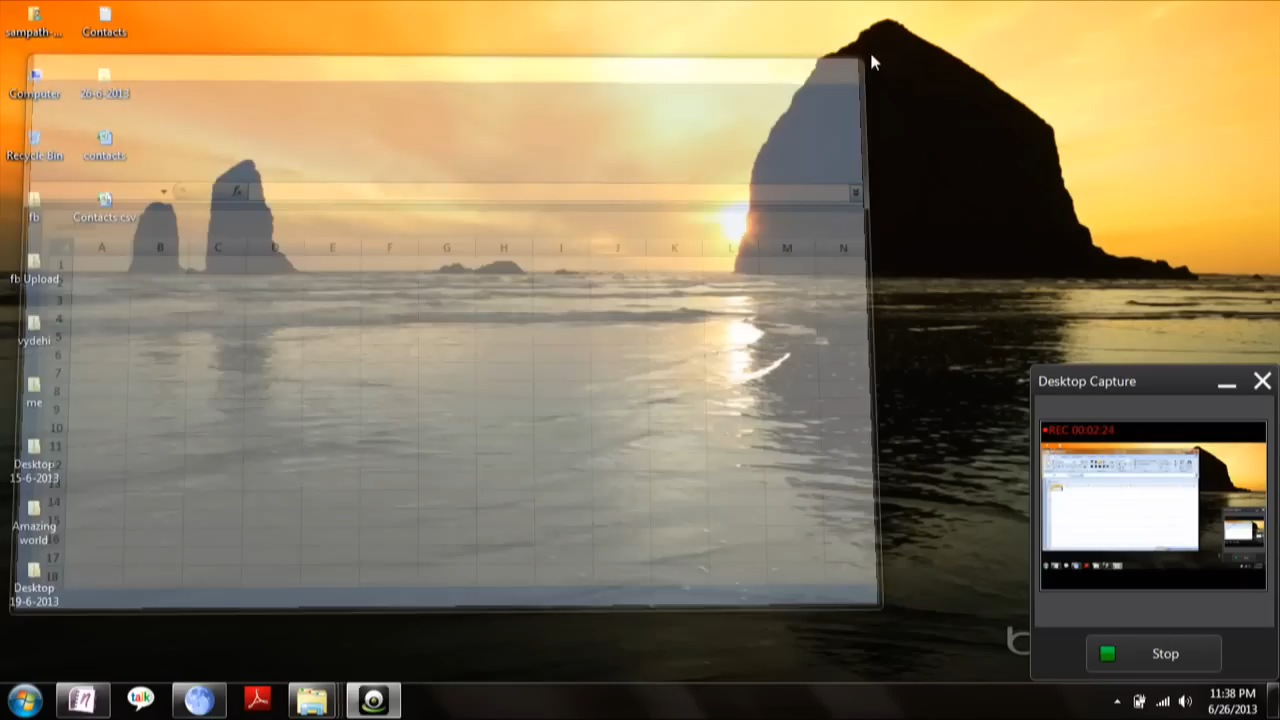 sampath-...
Contacts
Computer
26-6-2013
Recycle Bin
contacts
fb
Contacts csv
fx
A B C D E F G H I J K L M N
fb Upload
vydehi
me
Desktop
15-6-2013
Amazing
world
Desktop
19-6-2013
1
3
4
5
6
7
8
9
10
11
14
15
16
17
18
Desktop Capture
REC 00:02:24
Stop
talk
11:38 PM
6/26/2013